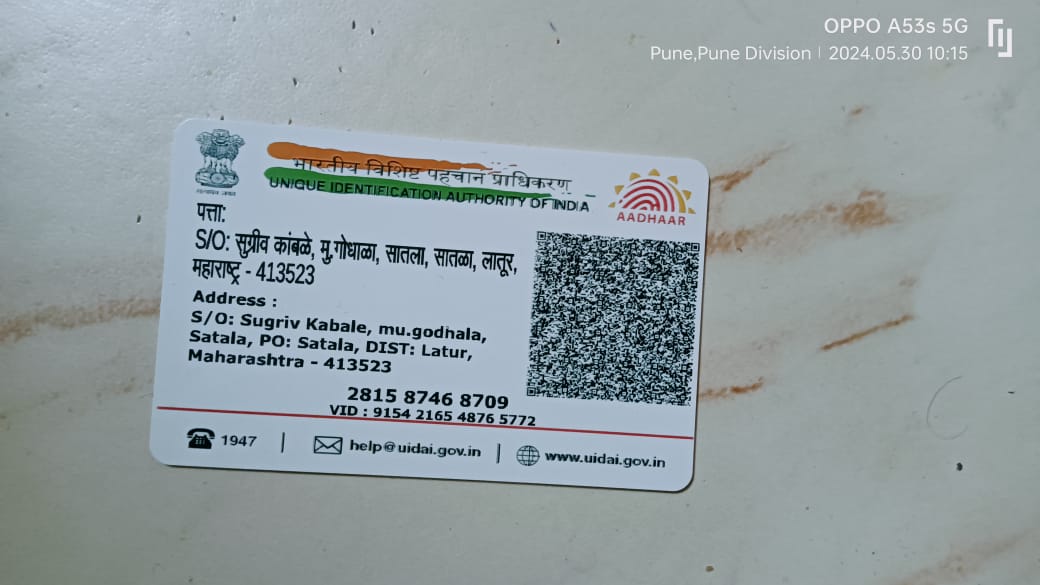 OPPO A53s 5G
Pune,Pune Division | 2024.05.30 10:15
भारतीय विशिष्ट पहचान प्राधिकरण
UNIQUE IDENTIFICATION AUTHORITY OF INDIA
AADHAAR
पत्ता:
S/O: सुग्रीव कांबळे, मु.गोधाळा, सातला, सातळा, लातूर,
महाराष्ट्र - 413523
Address :
S/O: Sugriv Kabale, mu.godhala,
Satala, PO: Satala, DIST: Latur,
Maharashtra - 413523
2815 8746 8709
VID : 9154 2165 4876 5772
1947 | help@uidai.gov.in | www.uidai.gov.in